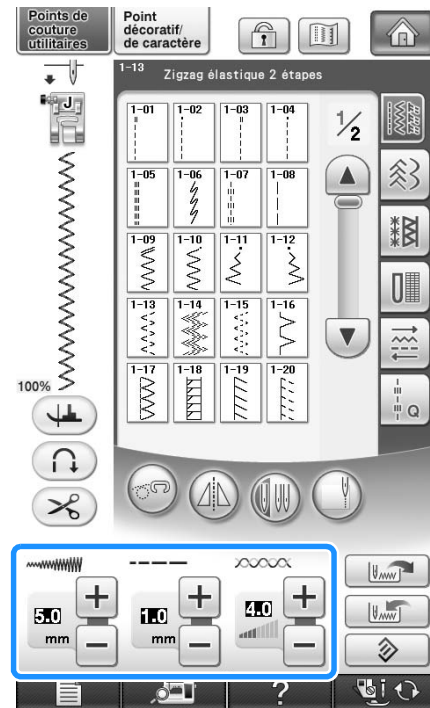 Points de
couture
utilitaires
Point
décoratif/
de caractère
1-13
Zigzag élastique 2 étapes
J
1-01 1-02 1-03 1-04
1/2
1-05 1-06 1-07 1-08
1-09 1-10 1-11 1-12
1-13 1-14 1-15 1-16
1-17 1-18 1-19 1-20
Q
100%
5.0
mm
+
−
1.0
mm
+
−
4.0
+
−
?